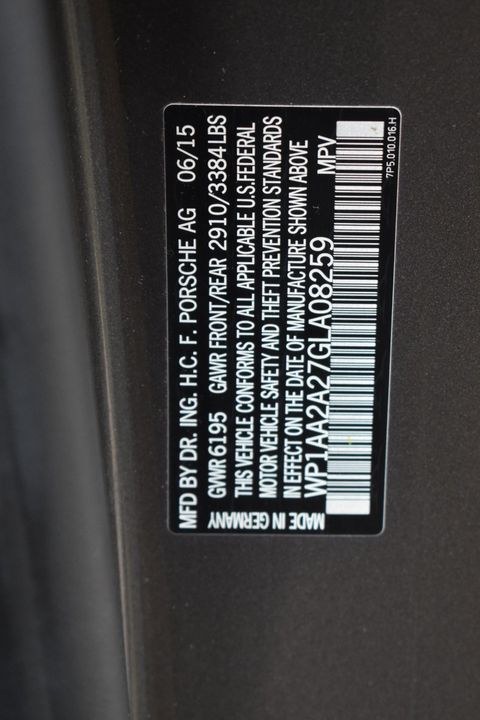 MFD BY DR. ING. H.C. F. PORSCHE AG 06/15
GVWR 6195 GAWR FRONT/REAR 2910/3384 LBS
THIS VEHICLE CONFORMS TO ALL APPLICABLE U.S.FEDERAL
MOTOR VEHICLE SAFETY AND THEFT PREVENTION STANDARDS
IN EFFECT ON THE DATE OF MANUFACTURE SHOWN ABOVE
WP1AA2A27GLA08259 MPV
MADE IN GERMANY
7P5.010.016.H